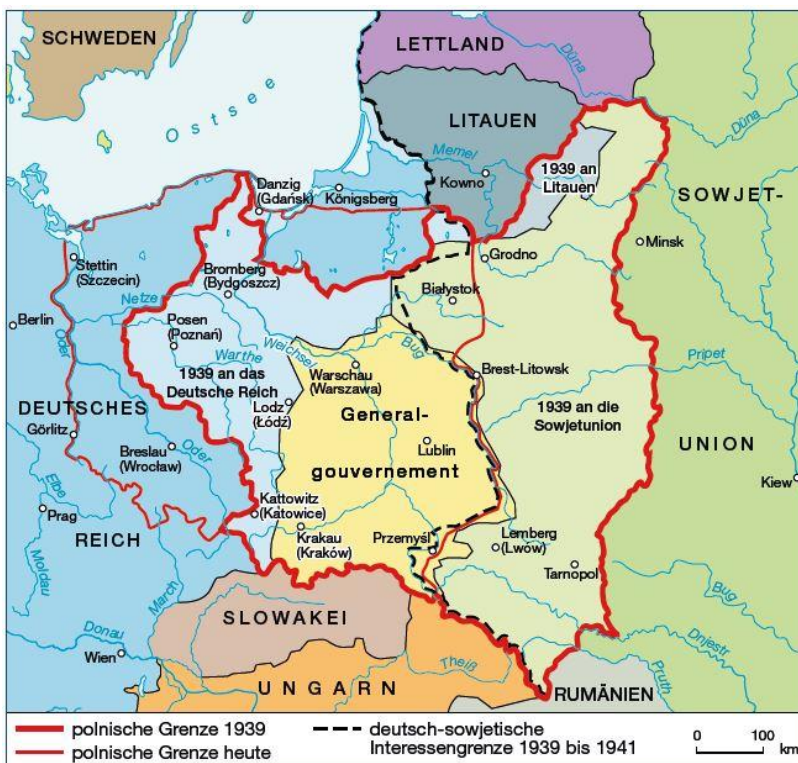 SCHWEDEN
LETTLAND
Düna
Ostsee
LITAUEN
Memel
Düna
Kowno
1939 an
Litauen
SOWJET-
Danzig
(Gdańsk)
Königsberg
Minsk
Grodno
Stettin
(Szczecin)
Bromberg
(Bydgoszcz)
Białystok
Netze
Berlin
Oder
Posen
(Poznań)
Weichsel
Bug
Warthe
Warschau
(Warszawa)
Brest-Litowsk
Pripet
1939 an das
Deutsche Reich
DEUTSCHES
Lodz
(Łódź)
General-
gouvernement
1939 an die
Sowjetunion
Görlitz
Breslau
(Wrocław)
Oder
Lublin
UNION
Elbe
Kiew
Prag
Kattowitz
(Katowice)
Krakau
(Kraków)
Przemyśl
Lemberg
(Lwów)
REICH
Tarnopol
Moldau
March
SLOWAKEI
Bug
Donau
Wien
Theiß
Dnjestr
Pruth
UNGARN
RUMÄNIEN
polnische Grenze 1939
polnische Grenze heute
deutsch-sowjetische
Interessengrenze 1939 bis 1941
0 100
km